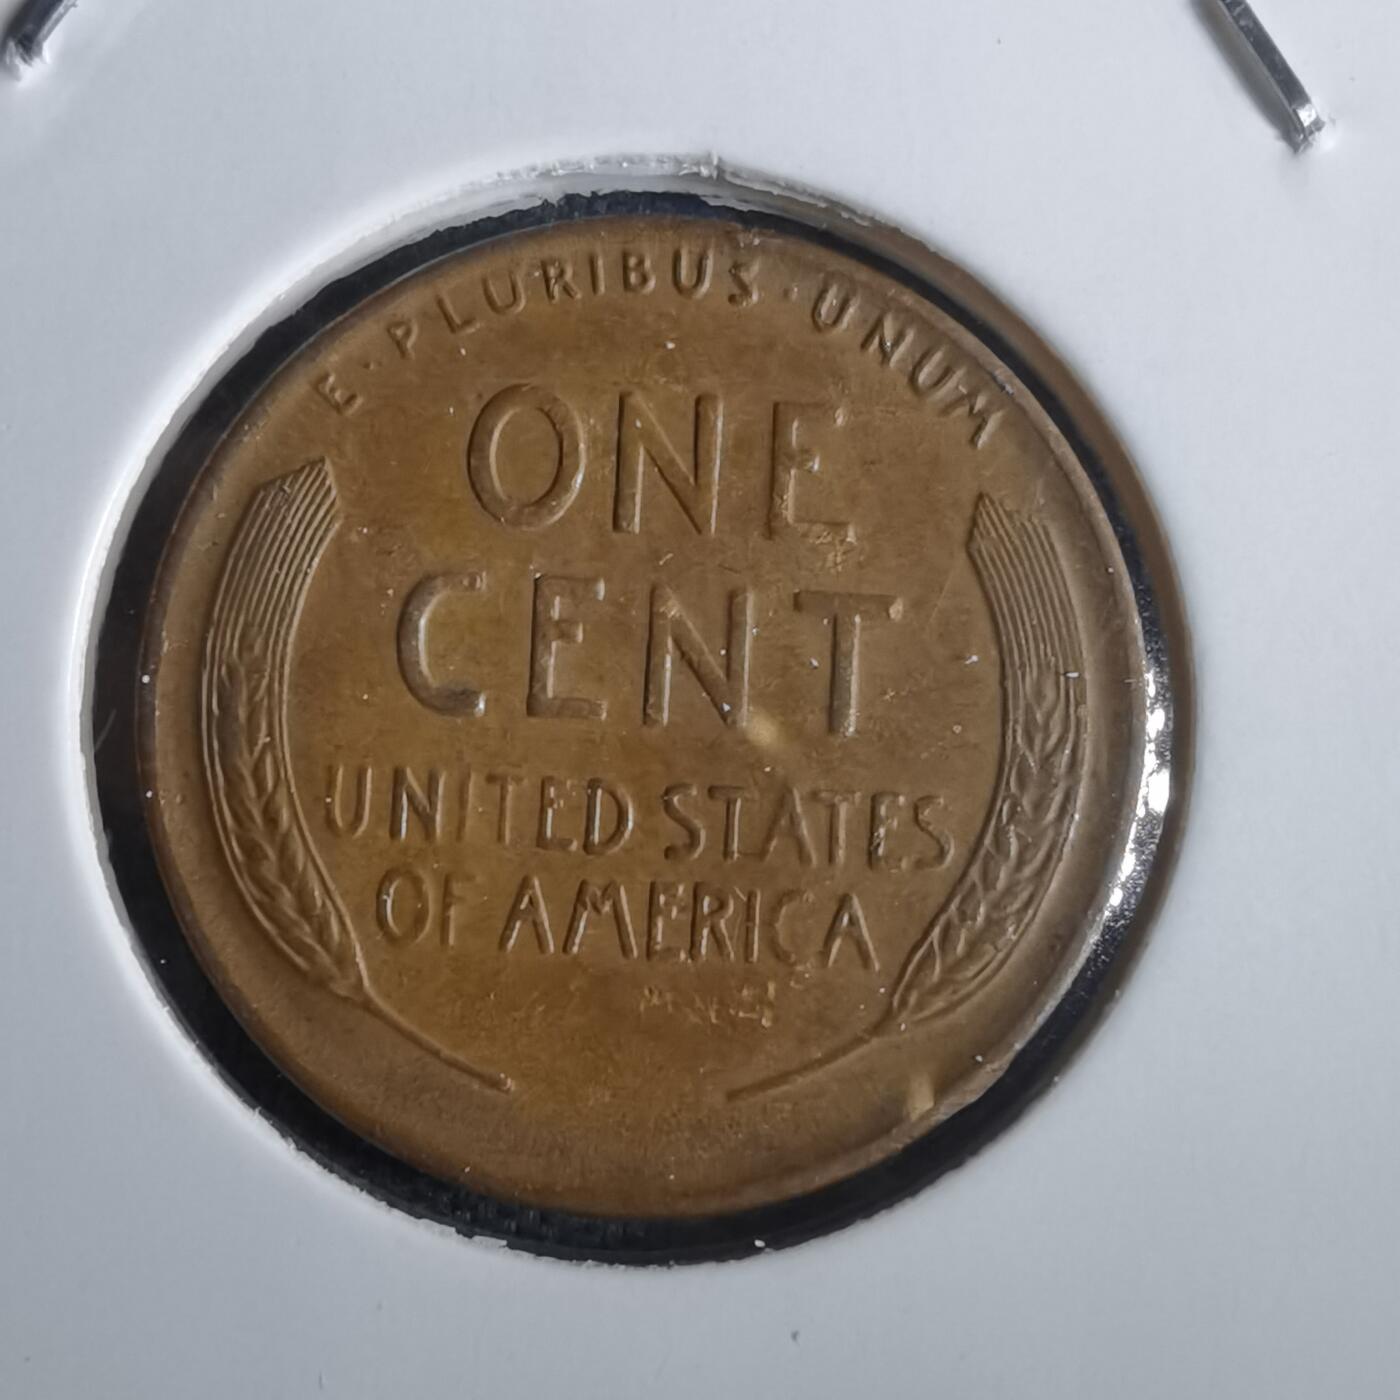 E · PLURIBUS · UNUM
ONE
CENT
UNITED STATES
OF AMERICA